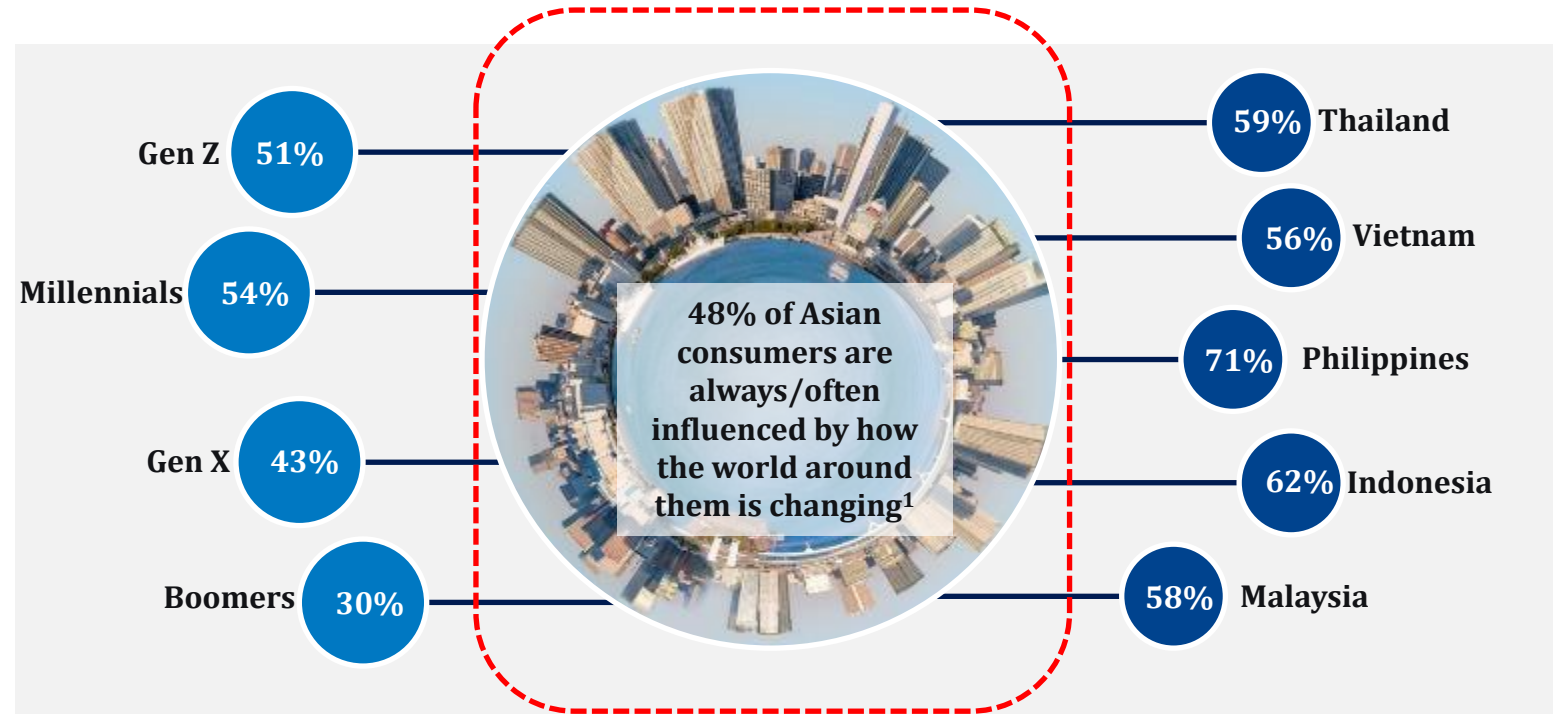 Gen Z 51%
Millennials 54%
Gen X 43%
Boomers 30%
48% of Asian
consumers are
always/often
influenced by how
the world around
them is changing¹
59% Thailand
56% Vietnam
71% Philippines
62% Indonesia
58% Malaysia